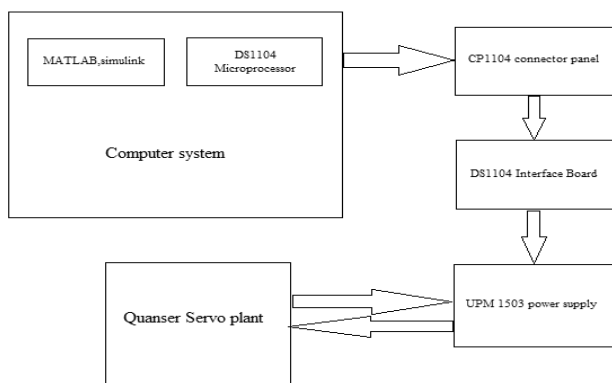 MATLAB,simulink
DS1104
Microprocessor
CP1104 connector panel
Computer system
DS1104 Interface Board
Quanser Servo plant
UPM 1503 power supply